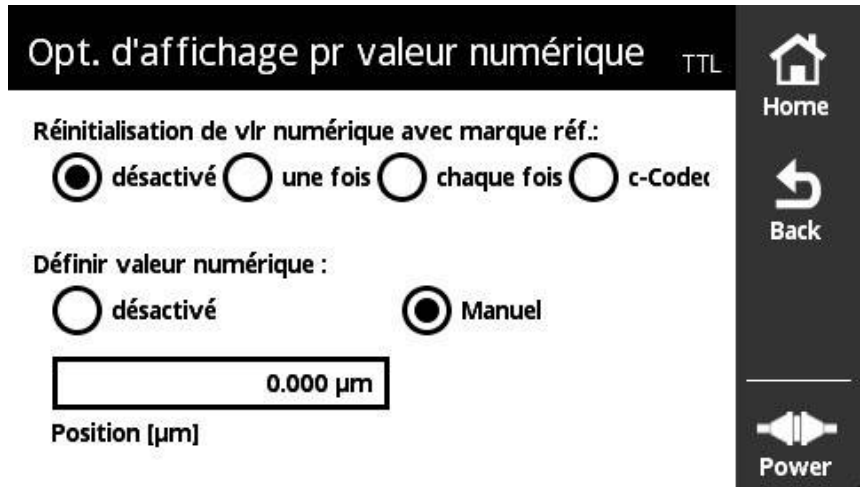 Opt. d'affichage pr valeur numérique TTL
Home
Réinitialisation de vlr numérique avec marque réf.:
désactivé une fois chaque fois c-Codec
Back
Définir valeur numérique :
désactivé Manuel
0.000 µm
Position [µm]
Power